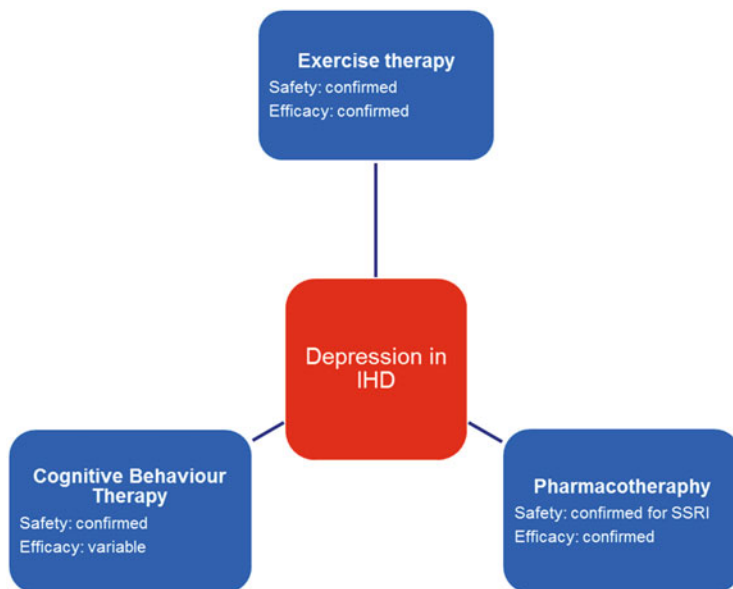 Exercise therapy
Safety: confirmed
Efficacy: confirmed
Depression in
IHD
Cognitive Behaviour
Therapy
Safety: confirmed
Efficacy: variable
Pharmacotheraphy
Safety: confirmed for SSRI
Efficacy: confirmed